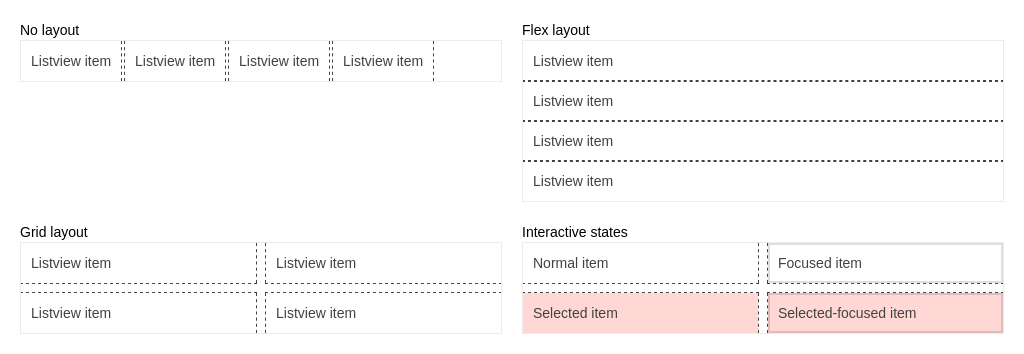 No layout
Listview item Listview item Listview item Listview item
Flex layout
Listview item
Listview item
Listview item
Listview item
Grid layout
Listview item Listview item
Listview item Listview item
Interactive states
Normal item Focused item
Selected item Selected-focused item